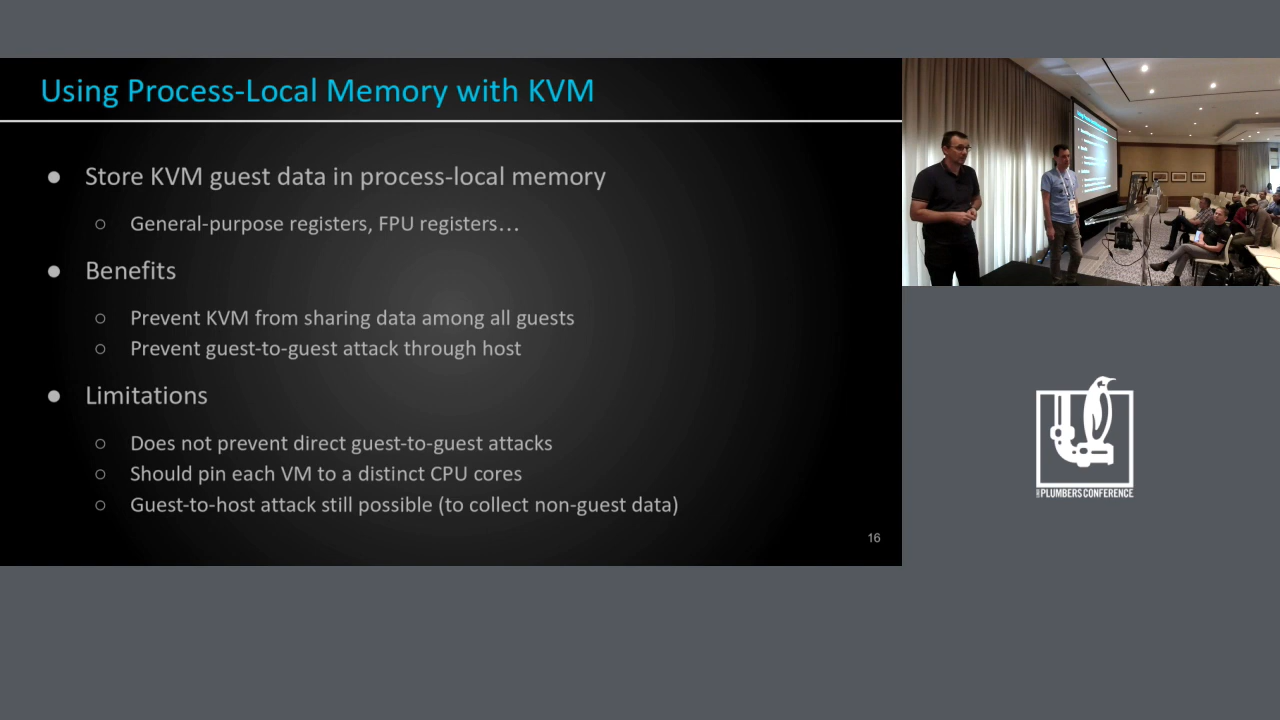 Using Process-Local Memory with KVM
● Store KVM guest data in process-local memory
○ General-purpose registers, FPU registers…
● Benefits
○ Prevent KVM from sharing data among all guests
○ Prevent guest-to-guest attack through host
● Limitations
○ Does not prevent direct guest-to-guest attacks
○ Should pin each VM to a distinct CPU cores
○ Guest-to-host attack still possible (to collect non-guest data)
16
PLUMBERS CONFERENCE